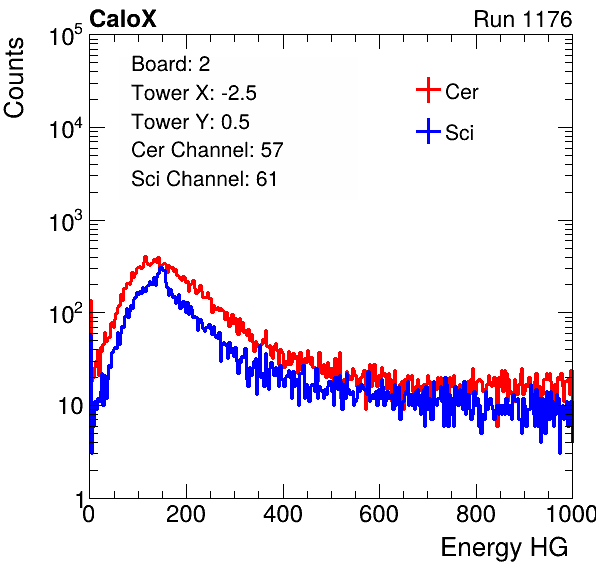 CaloX Run 1176
10^5
Counts
Board: 2
Tower X: -2.5
Tower Y: 0.5
Cer Channel: 57
Sci Channel: 61
Cer
Sci
10^4
10^3
10^2
10
1
0 200 400 600 800 1000
Energy HG